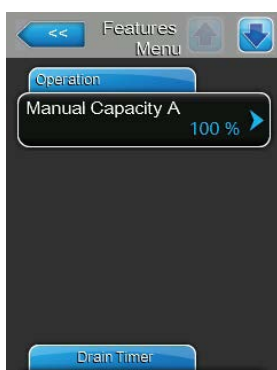 <<
Features
Menu
Operation
Manual Capacity A
100 %
Drain Timer